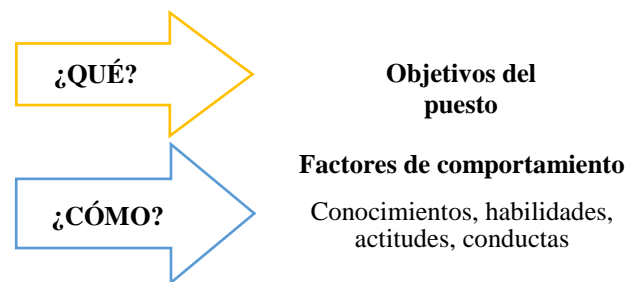 ¿QUÉ?
Objetivos del
puesto
Factores de comportamiento
¿CÓMO?
Conocimientos, habilidades,
actitudes, conductas